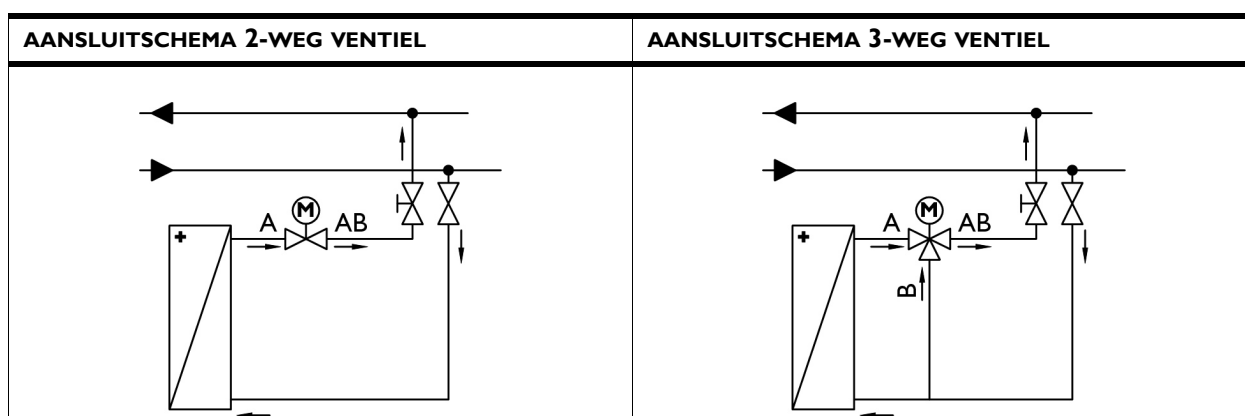 AANSLUITSCHEMA 2-WEG VENTIEL
AANSLUITSCHEMA 3-WEG VENTIEL
M
A AB
+
M
A AB
+
B